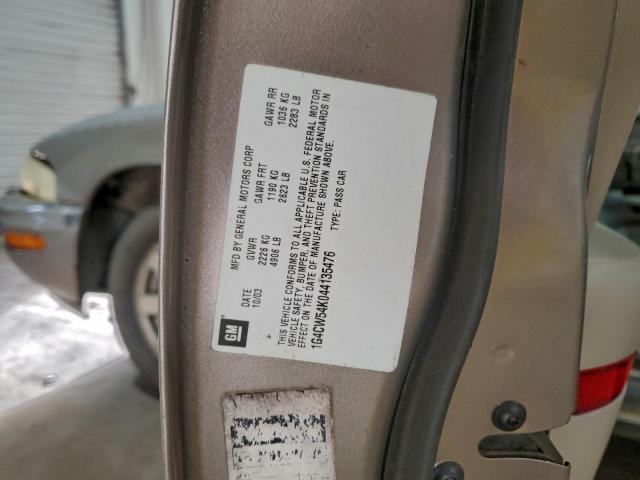 GM
MFD BY GENERAL MOTORS CORP
DATE GVWR GAWR FRT GAWR RR
10/03 2226 KG 1190 KG 1036 KG
4906 LB 2623 LB 2283 LB
THIS VEHICLE CONFORMS TO ALL APPLICABLE U.S. FEDERAL MOTOR
VEHICLE SAFETY, BUMPER, AND THEFT PREVENTION STANDARDS IN
EFFECT ON THE DATE OF MANUFACTURE SHOWN ABOVE.
1G4CW54K044135476 TYPE: PASS CAR